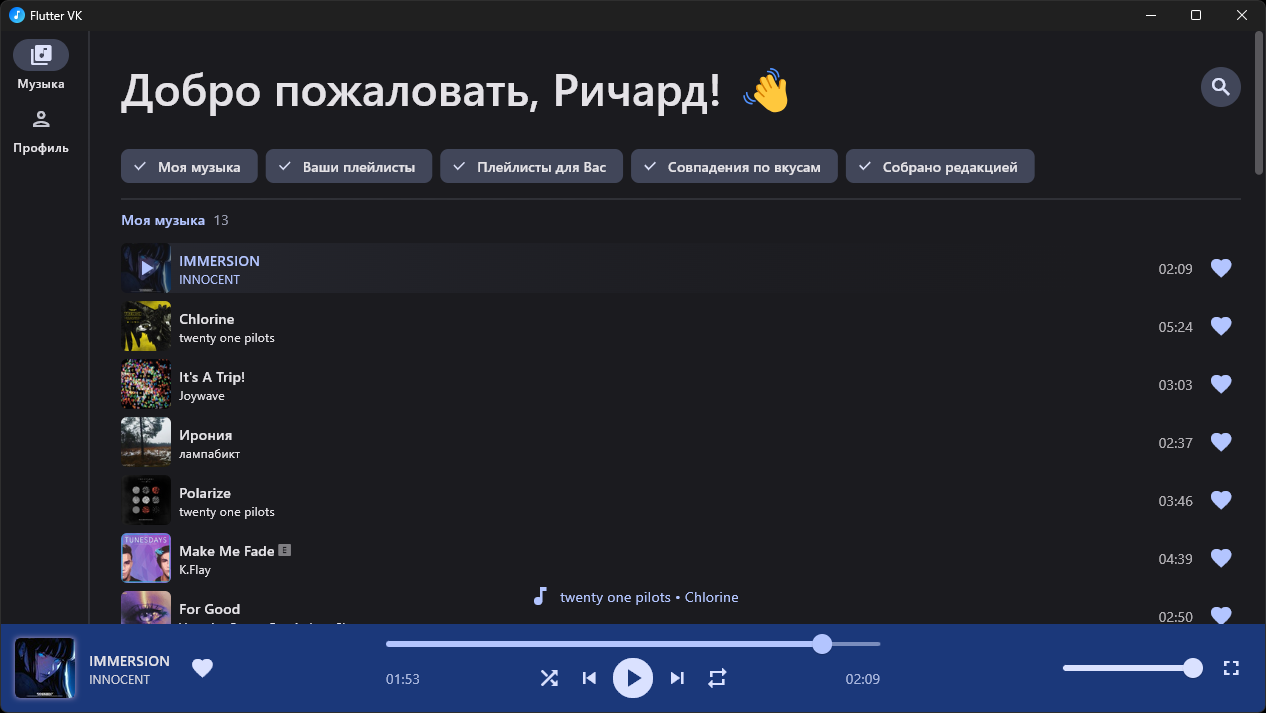 Flutter VK
Музыка
Профиль
Добро пожаловать, Ричард! 👋
Моя музыка
Ваши плейлисты
Плейлисты для Вас
Совпадения по вкусам
Собрано редакцией
Моя музыка 13
IMMERSION
INNOCENT
02:09
Chlorine
twenty one pilots
05:24
It's A Trip!
Joywave
03:03
Ирония
лампабикт
02:37
Polarize
twenty one pilots
03:46
TUNESDAYS
Make Me Fade E
K.Flay
04:39
For Good
02:50
twenty one pilots • Chlorine
IMMERSION
INNOCENT
01:53
02:09